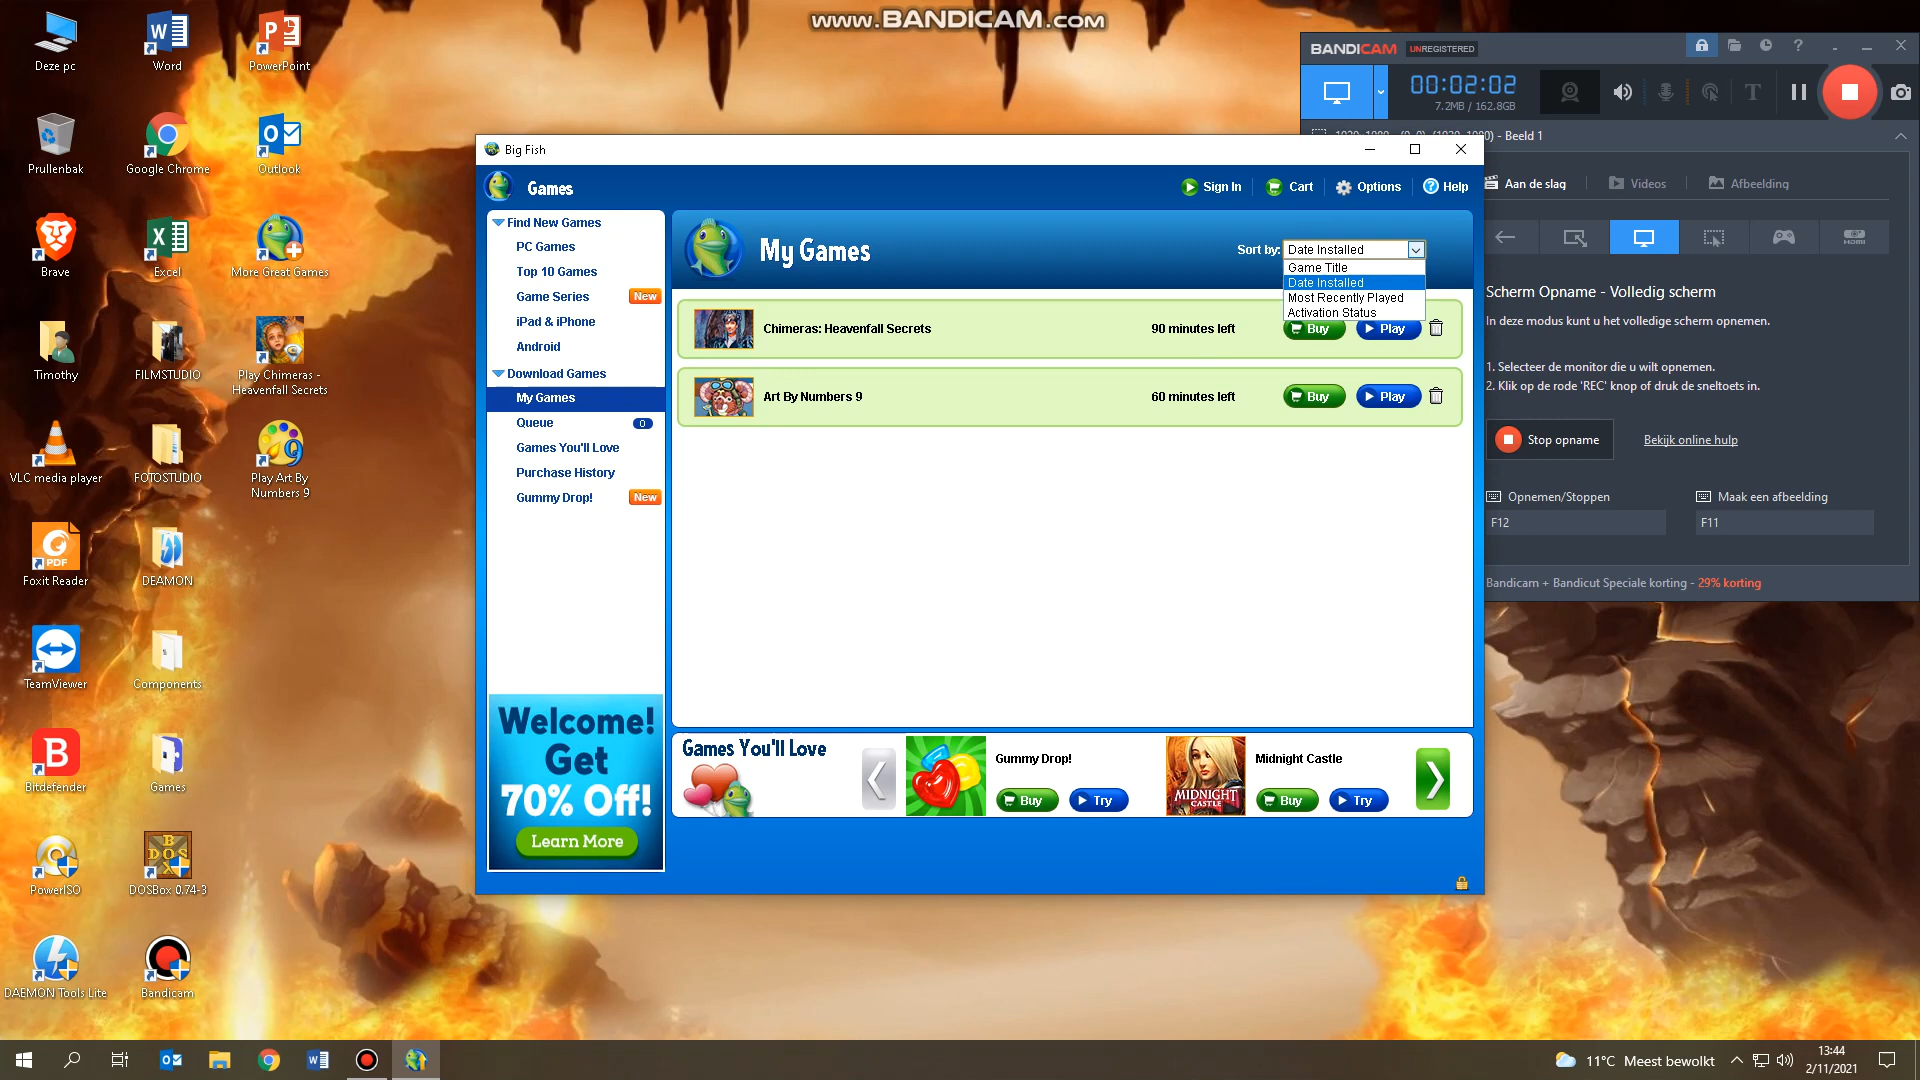 www.BANDICAM.com
Deze pc
Word
PowerPoint
Prullenbak
Google Chrome
Outlook
Brave
Excel
More Great Games
Timothy
FILMSTUDIO
Play Chimeras -
Heavenfall Secrets
VLC media player
FOTOSTUDIO
Play Art By
Numbers 9
Foxit Reader
DEAMON
TeamViewer
Components
Bitdefender
Games
PowerISO
DOSBox 0.74-3
DAEMON Tools Lite
Bandicam
Big Fish
Games
Sign In
Cart
Options
Help
Find New Games
PC Games
Top 10 Games
Game Series
New
iPad & iPhone
Android
Download Games
My Games
Queue
0
Games You'll Love
Purchase History
Gummy Drop!
New
Welcome!
Get
70% Off!
Learn More
My Games
Sort by:
Date Installed
Game Title
Date Installed
Most Recently Played
Activation Status
Chimeras: Heavenfall Secrets
90 minutes left
Buy
Play
Art By Numbers 9
60 minutes left
Buy
Play
Games You'll Love
Gummy Drop!
Buy
Try
MIDNIGHT
CASTLE
Midnight Castle
Buy
Try
BANDICAM
UNREGISTERED
00:02:02
7.2MB / 162.8GB
- Beeld 1
Aan de slag
Videos
Afbeelding
HDMI
Scherm Opname - Volledig scherm
In deze modus kunt u het volledige scherm opnemen.
1. Selecteer de monitor die u wilt opnemen.
2. Klik op de rode 'REC' knop of druk de sneltoets in.
Stop opname
Bekijk online hulp
Opnemen/Stoppen
Maak een afbeelding
F12
F11
Bandicam + Bandicut Speciale korting - 29% korting
11°C Meest bewolkt
13:44
2/11/2021